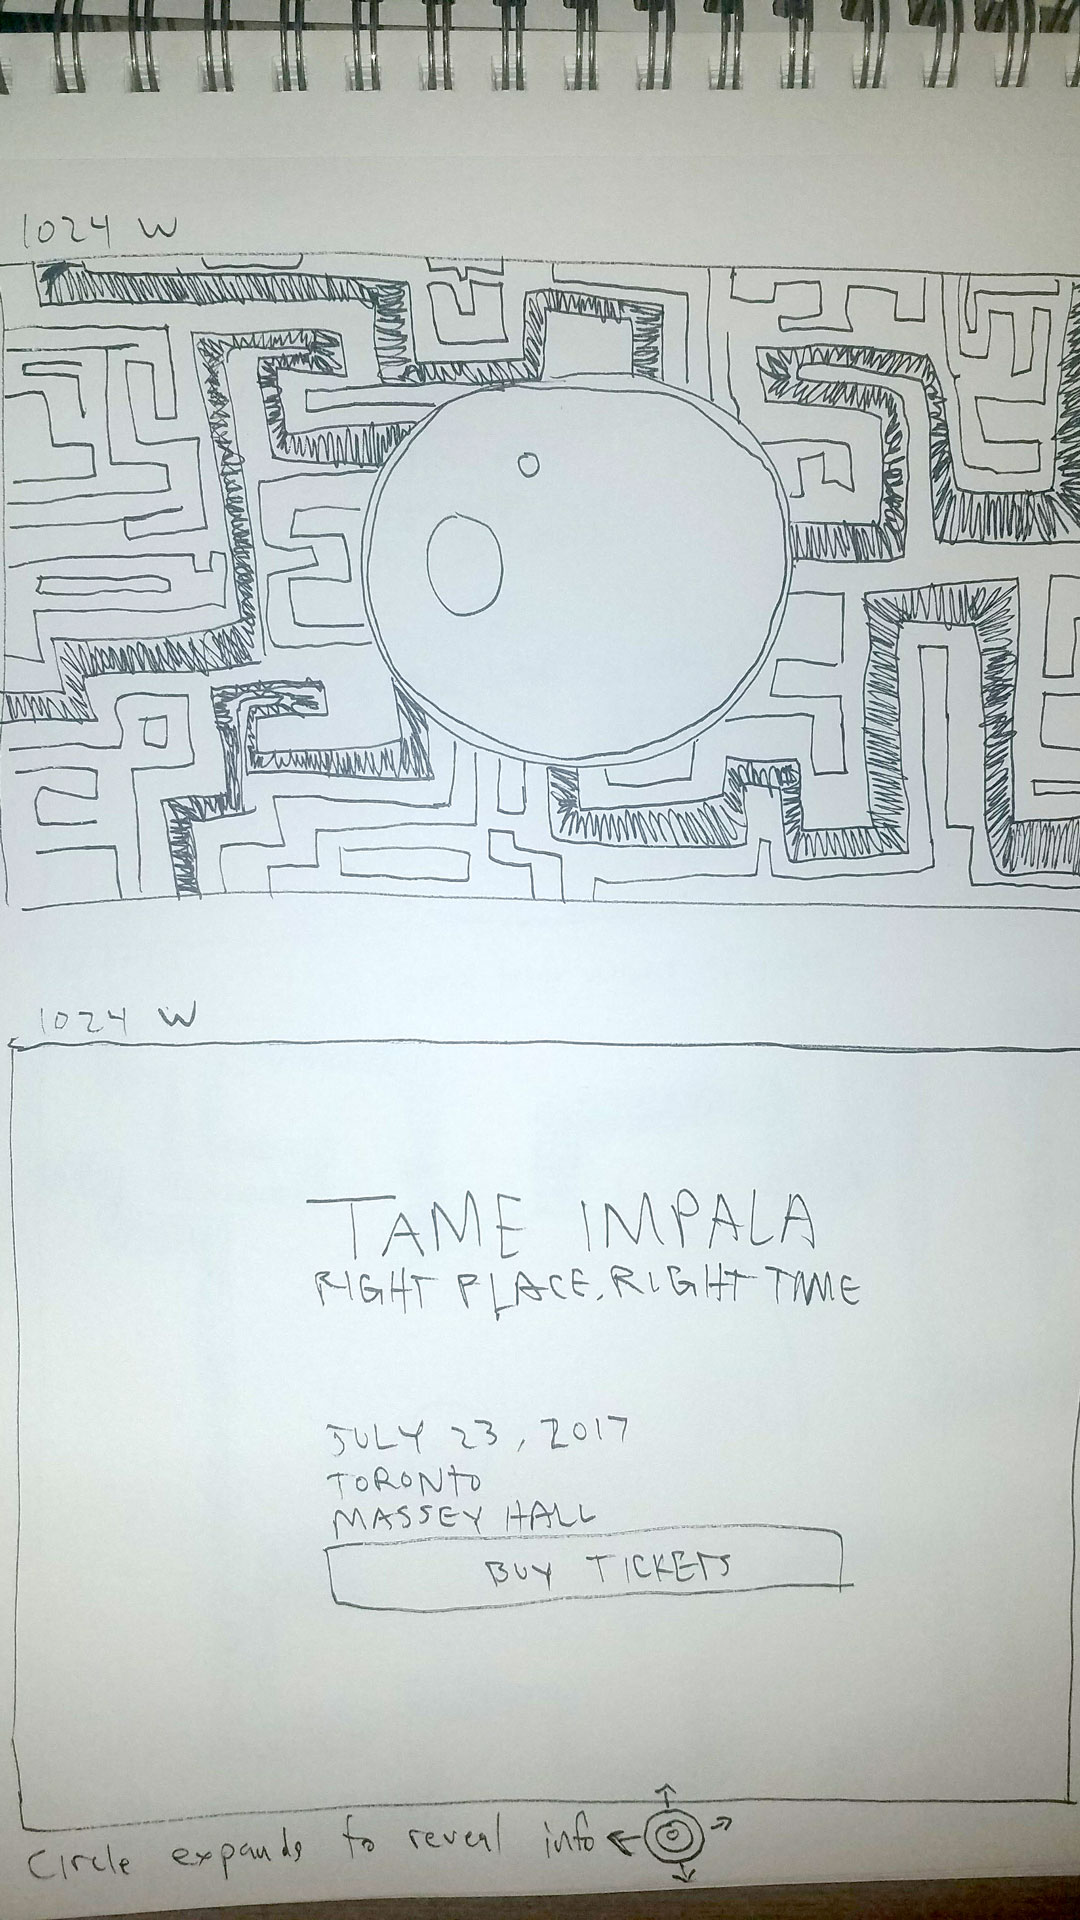 1024 W
1024 W
TAME IMPALA
RIGHT PLACE, RIGHT TIME
JULY 23, 2017
TORONTO
MASSEY HALL
BUY TICKETS
Circle expands to reveal info